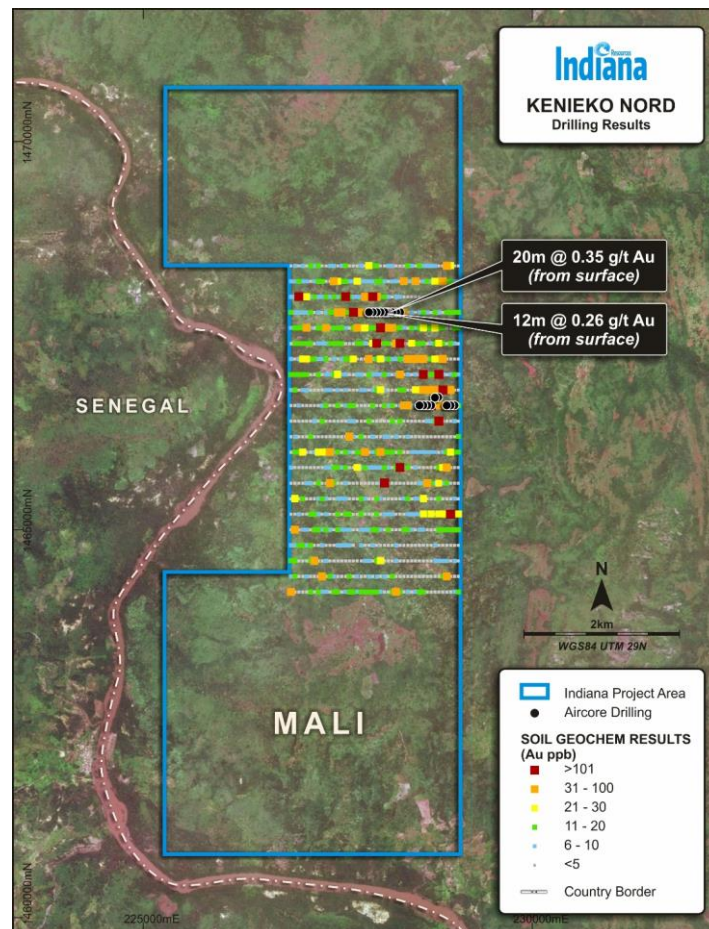 Resources
Indiana
KENIEKO NORD
Drilling Results
1470000mN
20m @ 0.35 g/t Au
(from surface)
12m @ 0.26 g/t Au
(from surface)
SENEGAL
1465000mN
N
2km
WGS84 UTM 29N
MALI
Indiana Project Area
Aircore Drilling
SOIL GEOCHEM RESULTS
(Au ppb)
>101
31 - 100
21 - 30
11 - 20
6 - 10
<5
Country Border
1460000mN
225000mE
230000mE